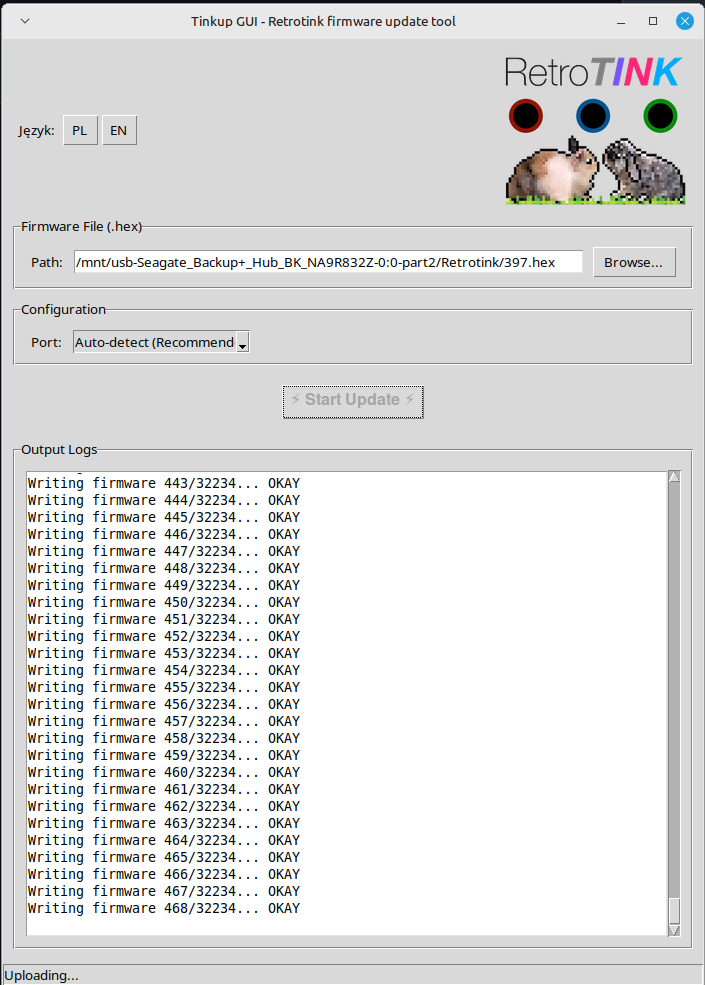 Tinkup GUI - Retrotink firmware update tool
RetroTINK
Język: PL EN
Firmware File (.hex)
Path: /mnt/usb-Seagate_Backup+_Hub_BK_NA9R832Z-0:0-part2/Retrotink/397.hex Browse...
Configuration
Port: Auto-detect (Recommend
⚡ Start Update ⚡
Output Logs
Writing firmware 443/32234... OKAY
Writing firmware 444/32234... OKAY
Writing firmware 445/32234... OKAY
Writing firmware 446/32234... OKAY
Writing firmware 447/32234... OKAY
Writing firmware 448/32234... OKAY
Writing firmware 449/32234... OKAY
Writing firmware 450/32234... OKAY
Writing firmware 451/32234... OKAY
Writing firmware 452/32234... OKAY
Writing firmware 453/32234... OKAY
Writing firmware 454/32234... OKAY
Writing firmware 455/32234... OKAY
Writing firmware 456/32234... OKAY
Writing firmware 457/32234... OKAY
Writing firmware 458/32234... OKAY
Writing firmware 459/32234... OKAY
Writing firmware 460/32234... OKAY
Writing firmware 461/32234... OKAY
Writing firmware 462/32234... OKAY
Writing firmware 463/32234... OKAY
Writing firmware 464/32234... OKAY
Writing firmware 465/32234... OKAY
Writing firmware 466/32234... OKAY
Writing firmware 467/32234... OKAY
Writing firmware 468/32234... OKAY
Uploading...